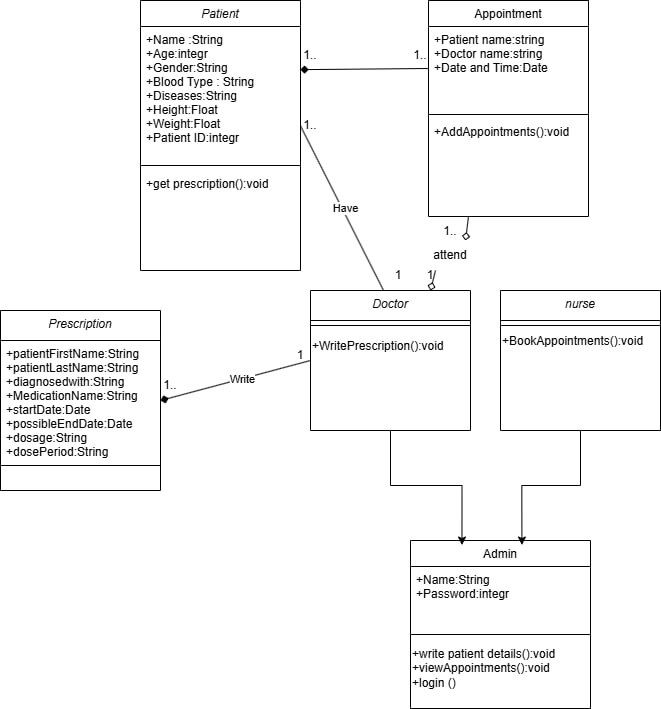 Patient
+Name :String
+Age:integr
+Gender:String
+Blood Type : String
+Diseases:String
+Height:Float
+Weight:Float
+Patient ID:integr
+get prescription():void
Appointment
+Patient name:string
+Doctor name:string
+Date and Time:Date
+AddAppointments():void
1..
1..
1..
Have
1
1..
attend
1
Doctor
+WritePrescription():void
nurse
+BookAppointments():void
Prescription
+patientFirstName:String
+patientLastName:String
+diagnosedwith:String
+MedicationName:String
+startDate:Date
+possibleEndDate:Date
+dosage:String
+dosePeriod:String
1..
Write
1
Admin
+Name:String
+Password:integr
+write patient details():void
+viewAppointments():void
+login ()